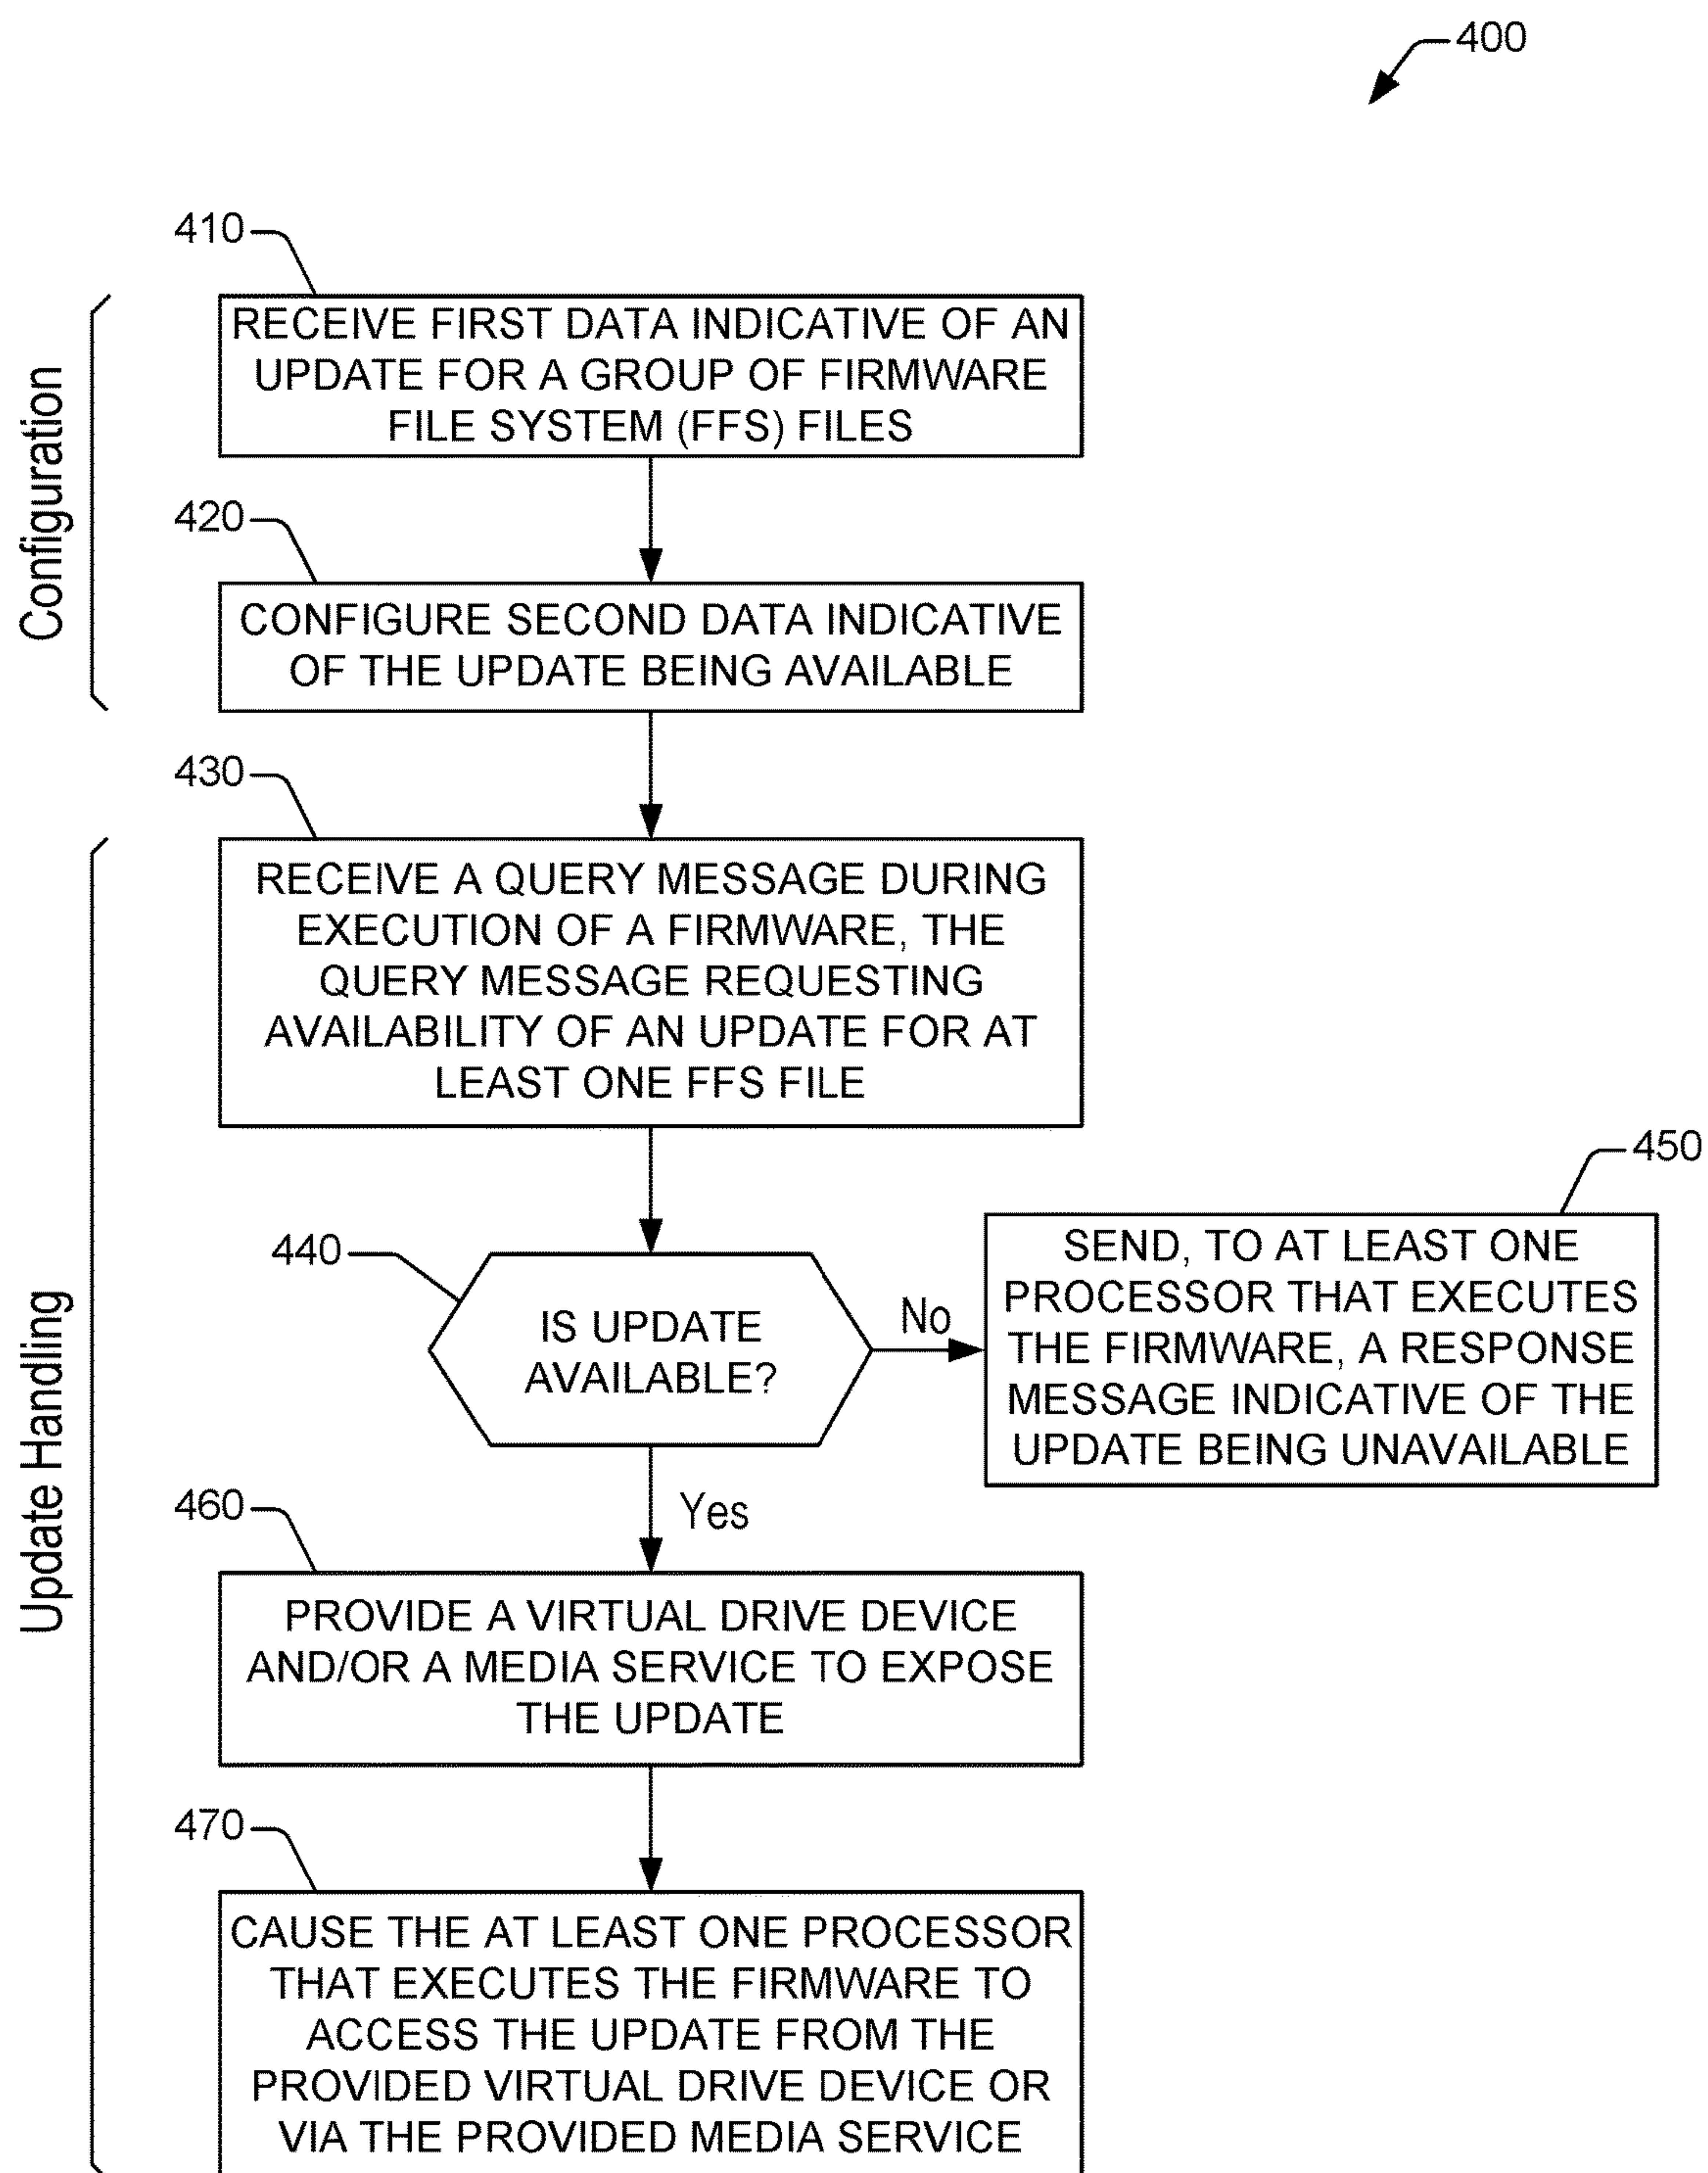 400
410
RECEIVE FIRST DATA INDICATIVE OF AN
UPDATE FOR A GROUP OF FIRMWARE
FILE SYSTEM (FFS) FILES
Configuration
420
CONFIGURE SECOND DATA INDICATIVE
OF THE UPDATE BEING AVAILABLE
430
RECEIVE A QUERY MESSAGE DURING
EXECUTION OF A FIRMWARE, THE
QUERY MESSAGE REQUESTING
AVAILABILITY OF AN UPDATE FOR AT
LEAST ONE FFS FILE
Update Handling
440
IS UPDATE
AVAILABLE?
No
450
SEND, TO AT LEAST ONE
PROCESSOR THAT EXECUTES
THE FIRMWARE, A RESPONSE
MESSAGE INDICATIVE OF THE
UPDATE BEING UNAVAILABLE
Yes
460
PROVIDE A VIRTUAL DRIVE DEVICE
AND/OR A MEDIA SERVICE TO EXPOSE
THE UPDATE
470
CAUSE THE AT LEAST ONE PROCESSOR
THAT EXECUTES THE FIRMWARE TO
ACCESS THE UPDATE FROM THE
PROVIDED VIRTUAL DRIVE DEVICE OR
VIA THE PROVIDED MEDIA SERVICE